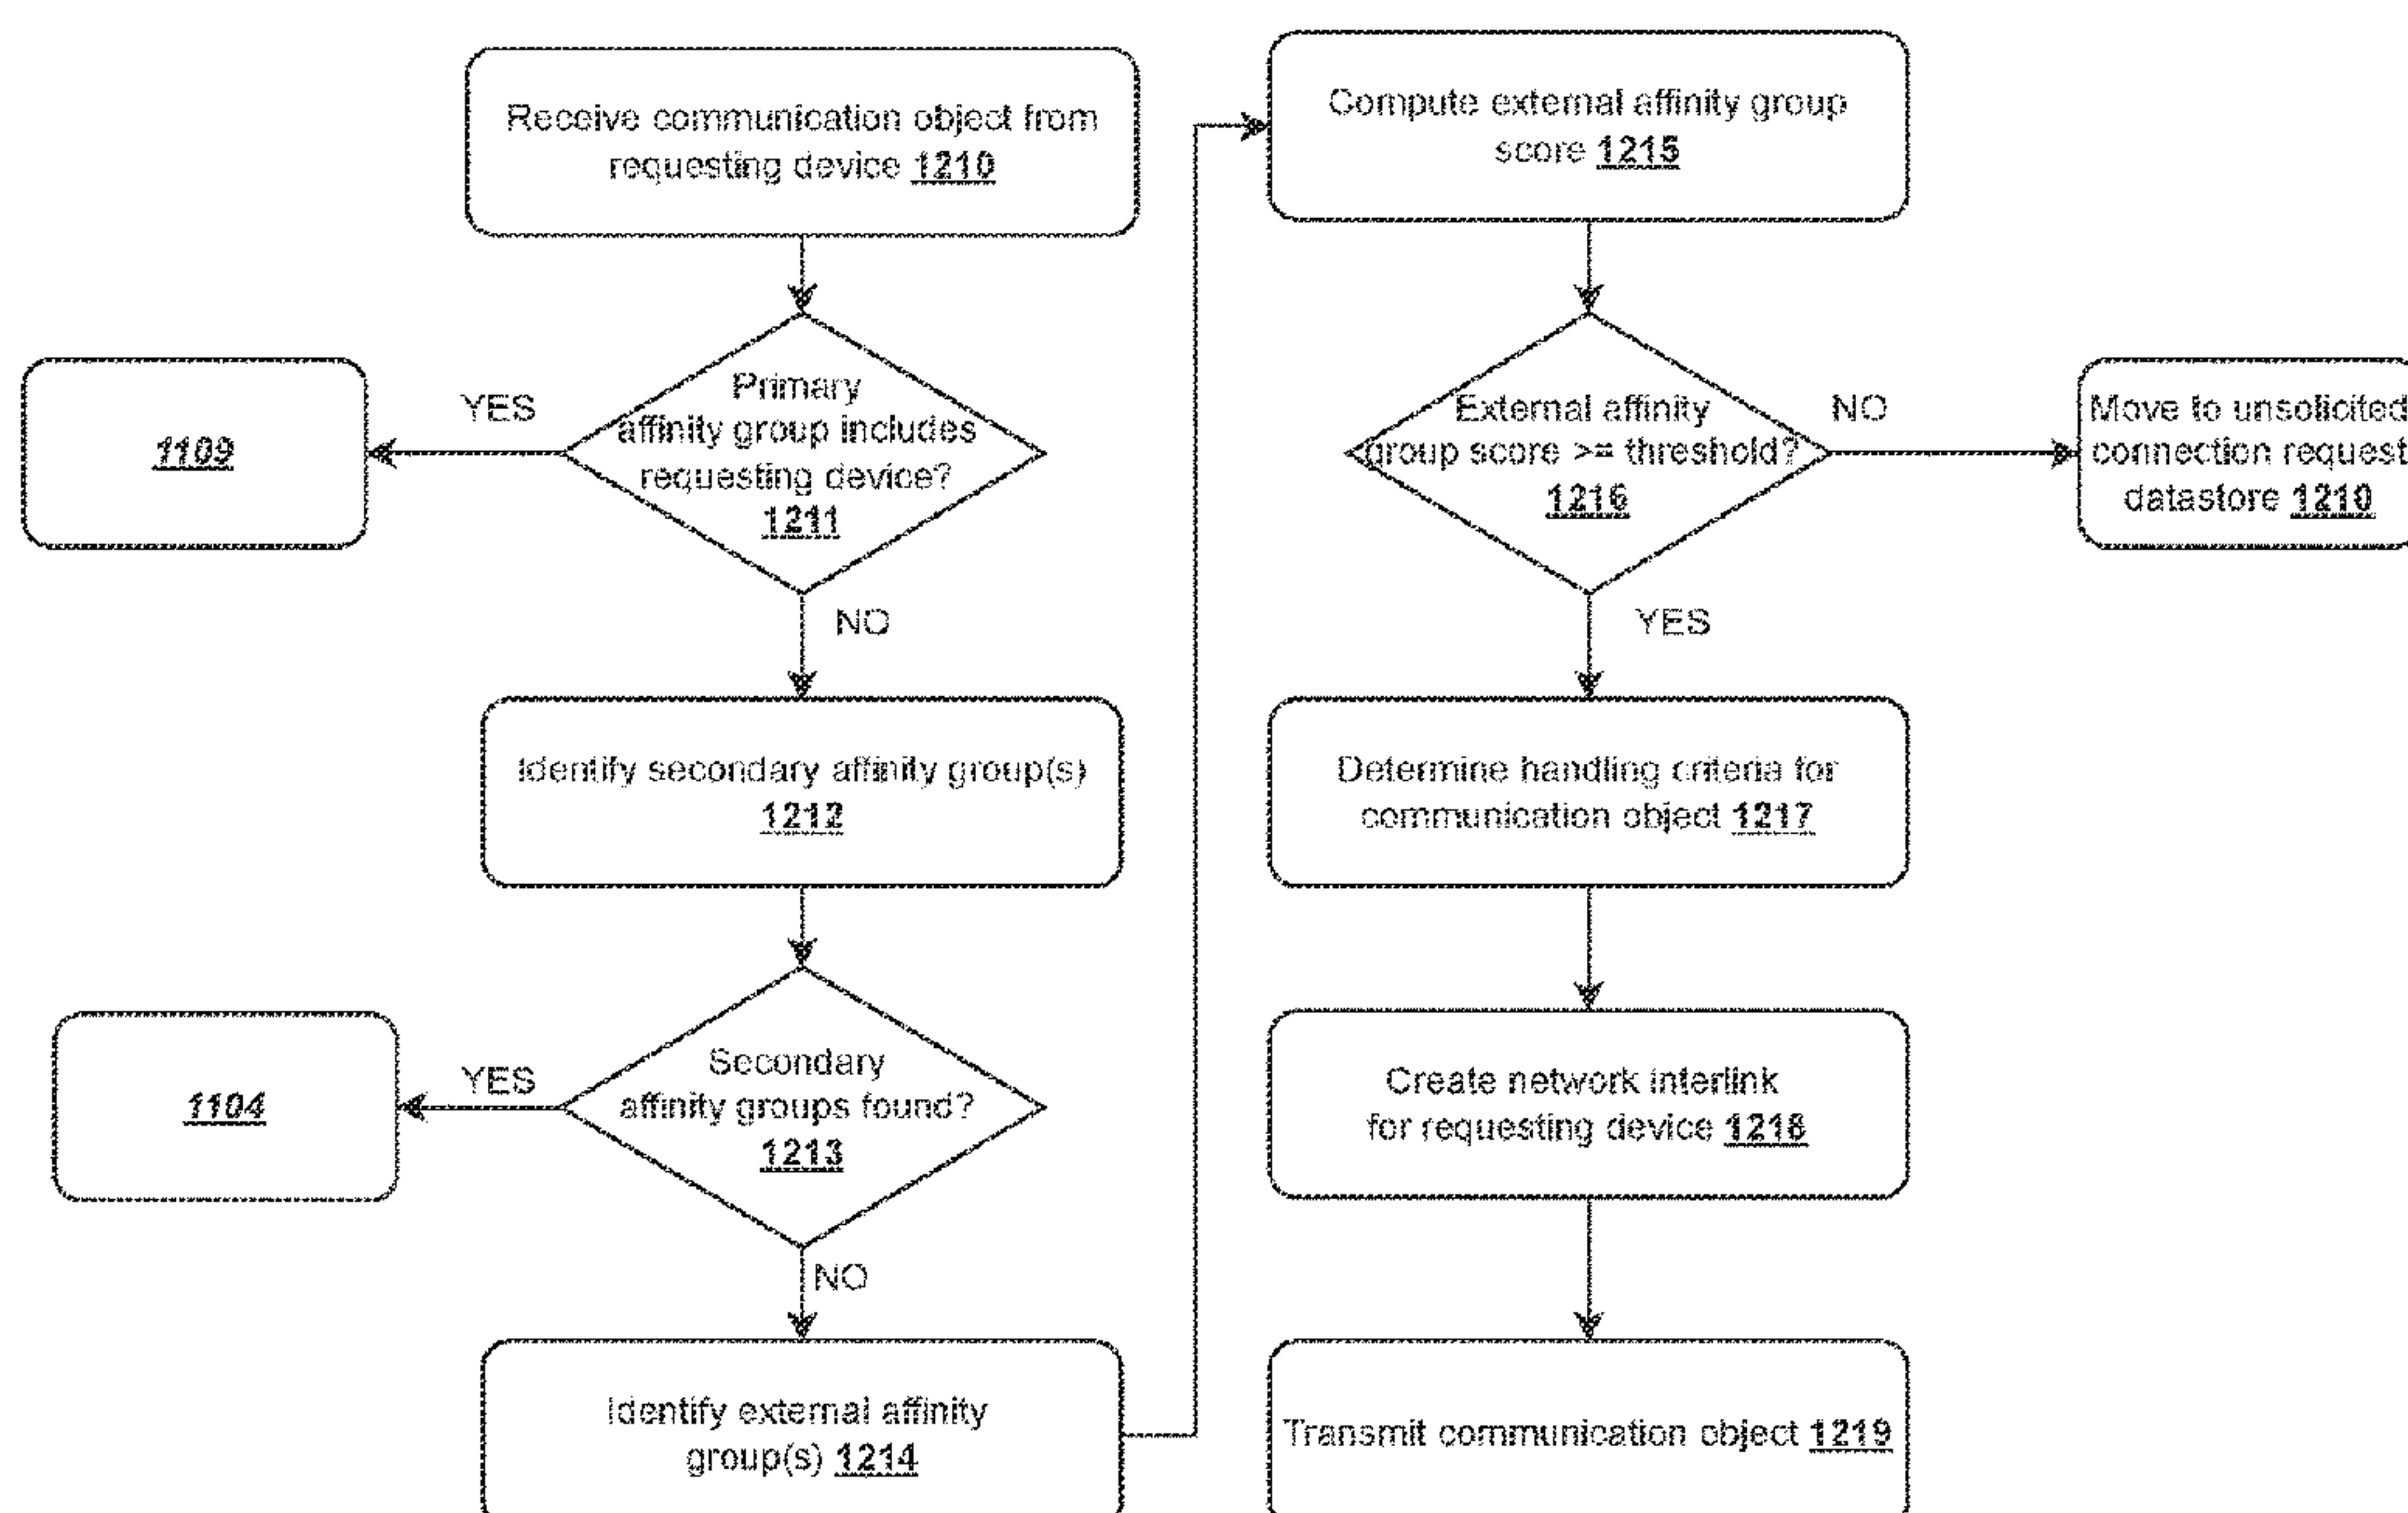 Receive communication object from
requesting device 1210
Primary
affinity group includes
requesting device?
1211
YES
1109
NO
Identify secondary affinity group(s)
1212
Secondary
affinity groups found?
1213
YES
1104
NO
Identify external affinity
group(s) 1214
Compute external affinity group
score 1215
External affinity
group score >= threshold?
1216
NO
Move to unsolicited
connection request
datastore 1210
YES
Determine handling criteria for
communication object 1217
Create network interlink
for requesting device 1218
Transmit communication object 1219